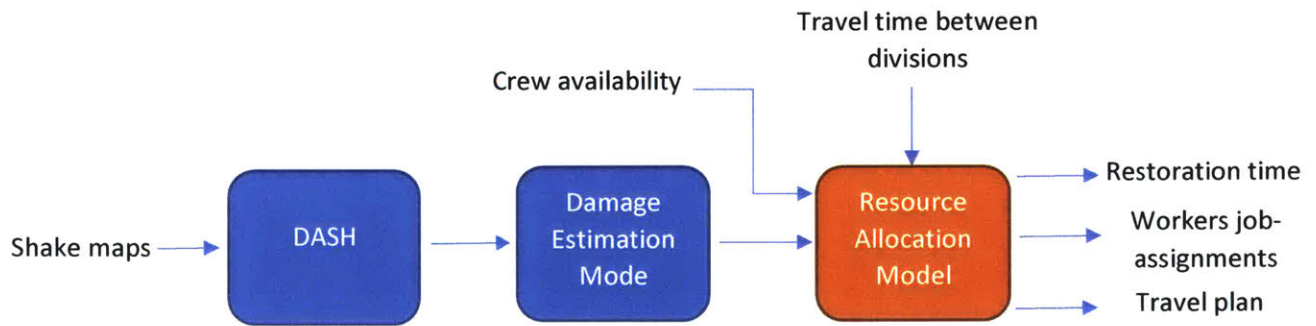 Travel time between
divisions
Crew availability
Shake maps
DASH
Damage
Estimation
Mode
Resource
Allocation
Model
Restoration time
Workers job-
assignments
Travel plan